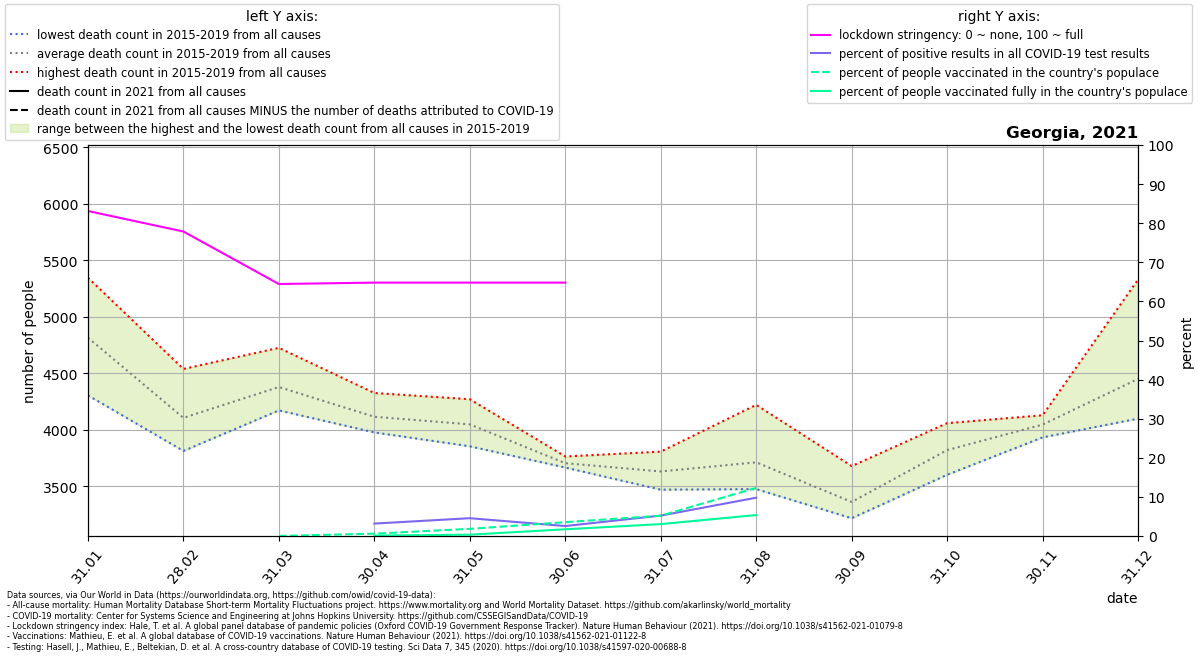 left Y axis:
lowest death count in 2015-2019 from all causes
average death count in 2015-2019 from all causes
highest death count in 2015-2019 from all causes
death count in 2021 from all causes
death count in 2021 from all causes MINUS the number of deaths attributed to COVID-19
range between the highest and the lowest death count from all causes in 2015-2019
right Y axis:
lockdown stringency: 0 ~ none, 100 ~ full
percent of positive results in all COVID-19 test results
percent of people vaccinated in the country's populace
percent of people vaccinated fully in the country's populace
Georgia, 2021
6500
6000
5500
5000
4500
4000
3500
number of people
100
90
80
70
60
50
40
30
20
10
0
percent
31.01
28.02
31.03
30.04
31.05
30.06
31.07
31.08
30.09
31.10
30.11
31.12
date
Data sources, via Our World in Data (https://ourworldindata.org, https://github.com/owid/covid-19-data):
- All-cause mortality: Human Mortality Database Short-term Mortality Fluctuations project. https://www.mortality.org and World Mortality Dataset. https://github.com/akarlinsky/world_mortality
- COVID-19 mortality: Center for Systems Science and Engineering at Johns Hopkins University. https://github.com/CSSEGISandData/COVID-19
- Lockdown stringency index: Hale, T. et al. A global panel database of pandemic policies (Oxford COVID-19 Government Response Tracker). Nature Human Behaviour (2021). https://doi.org/10.1038/s41562-021-01079-8
- Vaccinations: Mathieu, E. et al. A global database of COVID-19 vaccinations. Nature Human Behaviour (2021). https://doi.org/10.1038/s41562-021-01122-8
- Testing: Hasell, J., Mathieu, E., Beltekian, D. et al. A cross-country database of COVID-19 testing. Sci Data 7, 345 (2020). https://doi.org/10.1038/s41597-020-00688-8